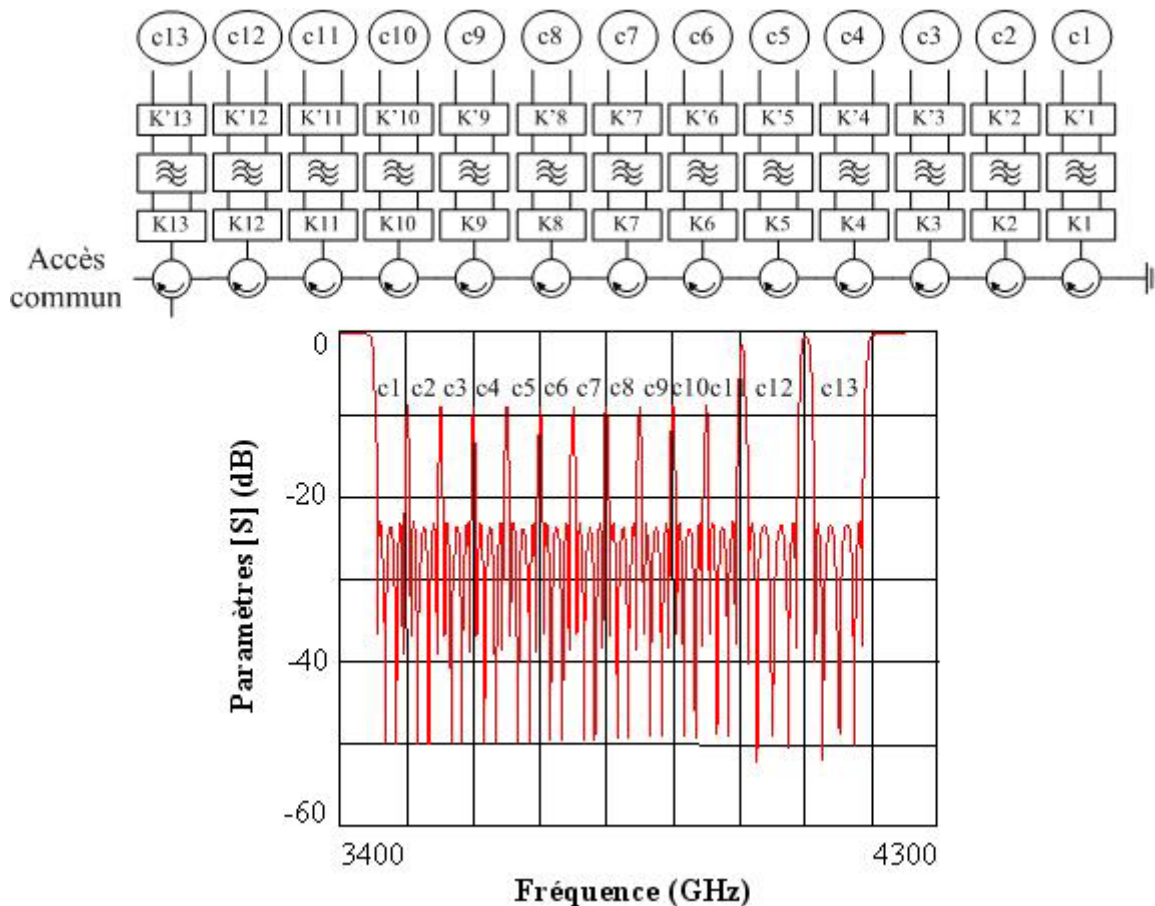 c13 c12 c11 c10 c9 c8 c7 c6 c5 c4 c3 c2 c1
K'13 K'12 K'11 K'10 K'9 K'8 K'7 K'6 K'5 K'4 K'3 K'2 K'1
K13 K12 K11 K10 K9 K8 K7 K6 K5 K4 K3 K2 K1
Accès
commun
0
c1 c2 c3 c4 c5 c6 c7 c8 c9 c10 c11 c12 c13
-20
-40
-60
Paramètres [S] (dB)
3400 4300
Fréquence (GHz)